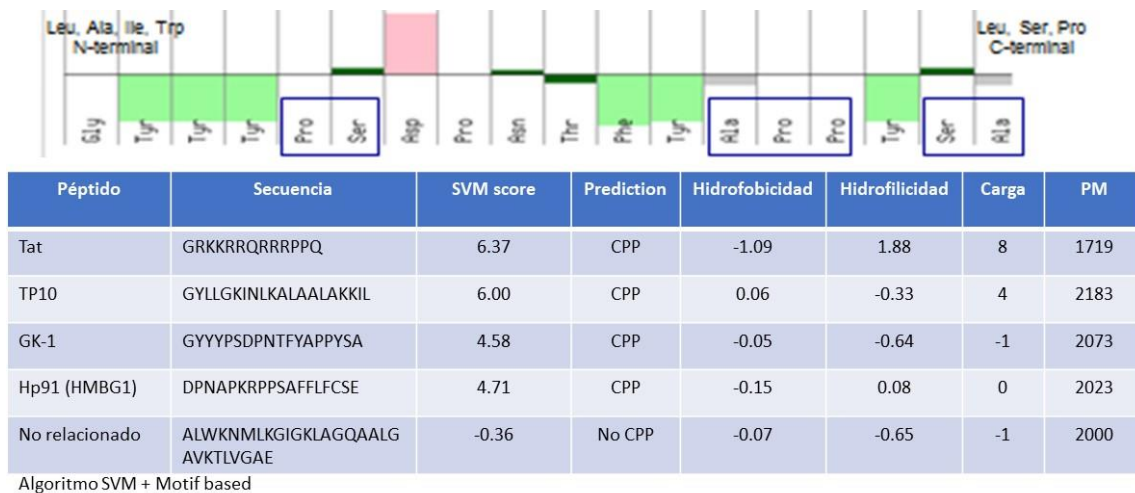 Leu, Ala, Ile, Trp
N-terminal
Leu, Ser, Pro
C-terminal
Gly Tyr Tyr Tyr Pro Ser Asp Pro Asn Thr Phe Tyr Ala Pro Pro Tyr Ser Ala
Péptido Secuencia SVM score Prediction Hidrofobicidad Hidrofilicidad Carga PM
Tat GRKKRRQRRRPPQ 6.37 CPP -1.09 1.88 8 1719
TP10 GYLLGKINLKALAALAKKIL 6.00 CPP 0.06 -0.33 4 2183
GK-1 GYYYPSDPNTFYAPPYSA 4.58 CPP -0.05 -0.64 -1 2073
Hp91 (HMBG1) DPNAPKRPPSAFFLFCSE 4.71 CPP -0.15 0.08 0 2023
No relacionado ALWKNMLKGIGKLAGQAALG -0.36 No CPP -0.07 -0.65 -1 2000
AVKTLVGAE
Algoritmo SVM + Motif based